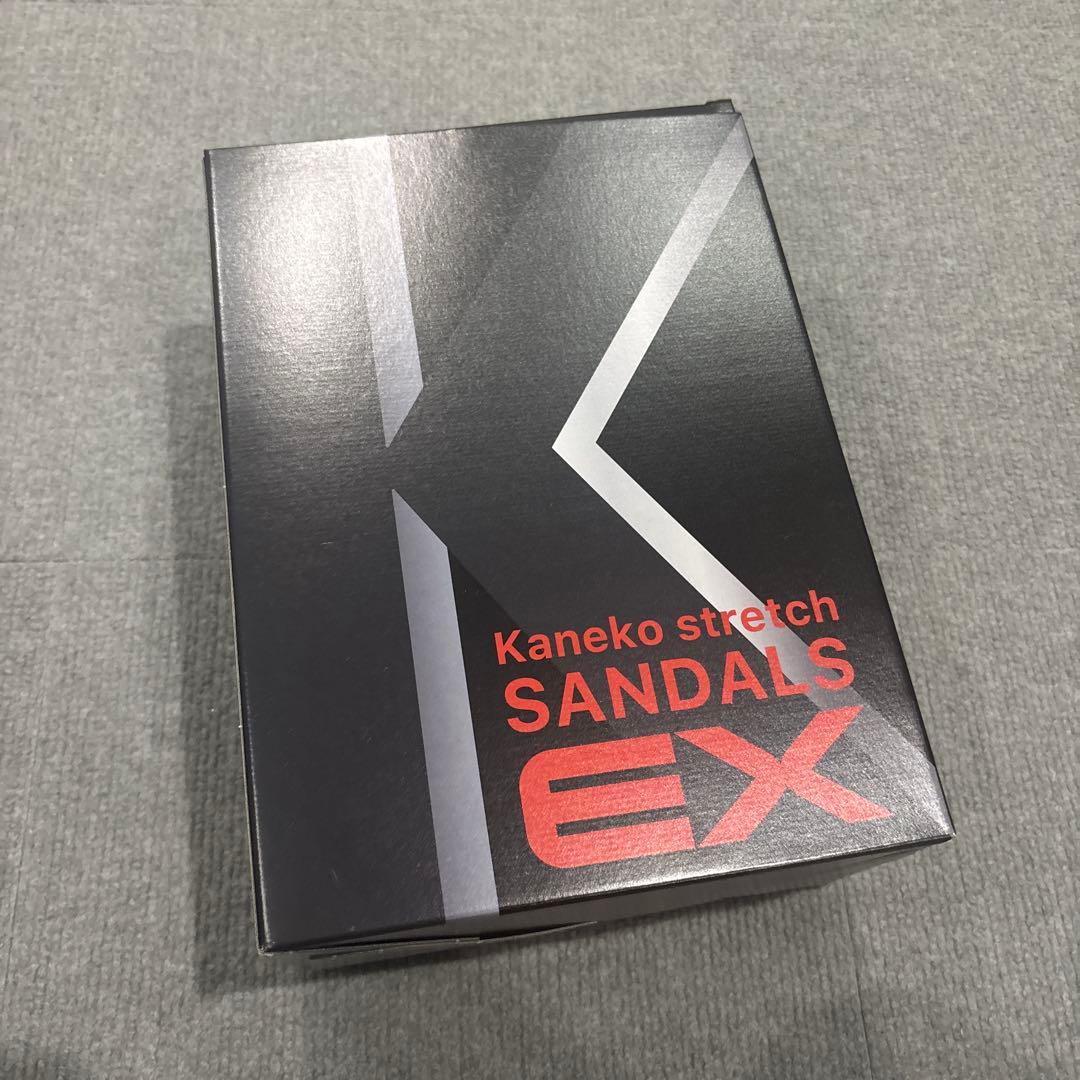 K
Kaneko stretch
SANDALS
EX